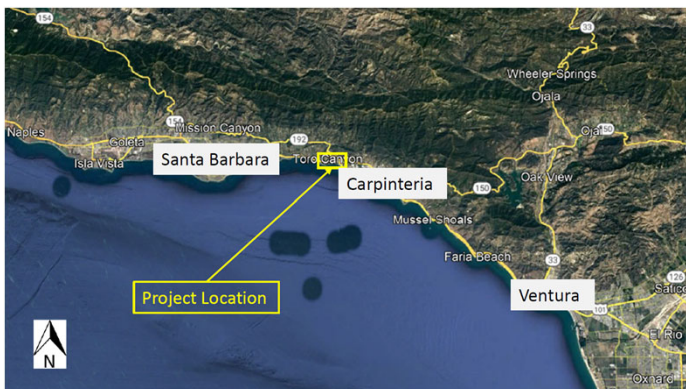 33
154
Wheeler Springs
Ojala
154
Mission Canyon
192
Naples
Goleta
Ojai
150
Isla Vista
Santa Barbara
Toro Canyon
Carpinteria
150
Oak View
Mussel Shoals
33
Faria Beach
126
Project Location
Ventura
Satico
101
El Rio
N
Oxnard